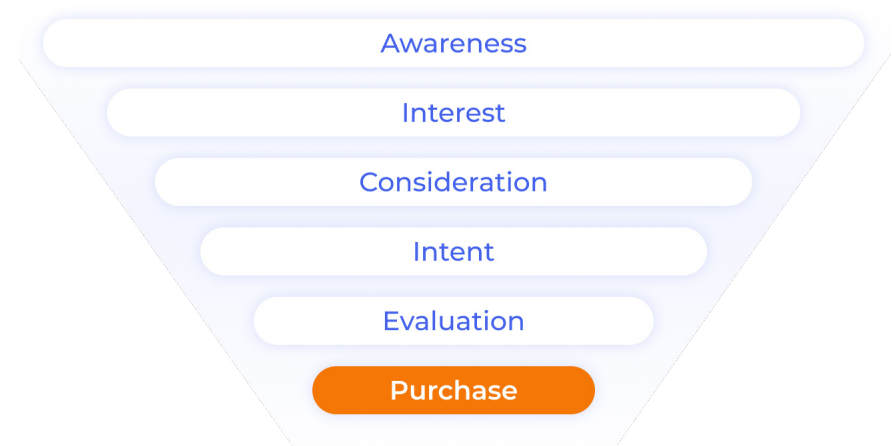 Awareness
Interest
Consideration
Intent
Evaluation
Purchase